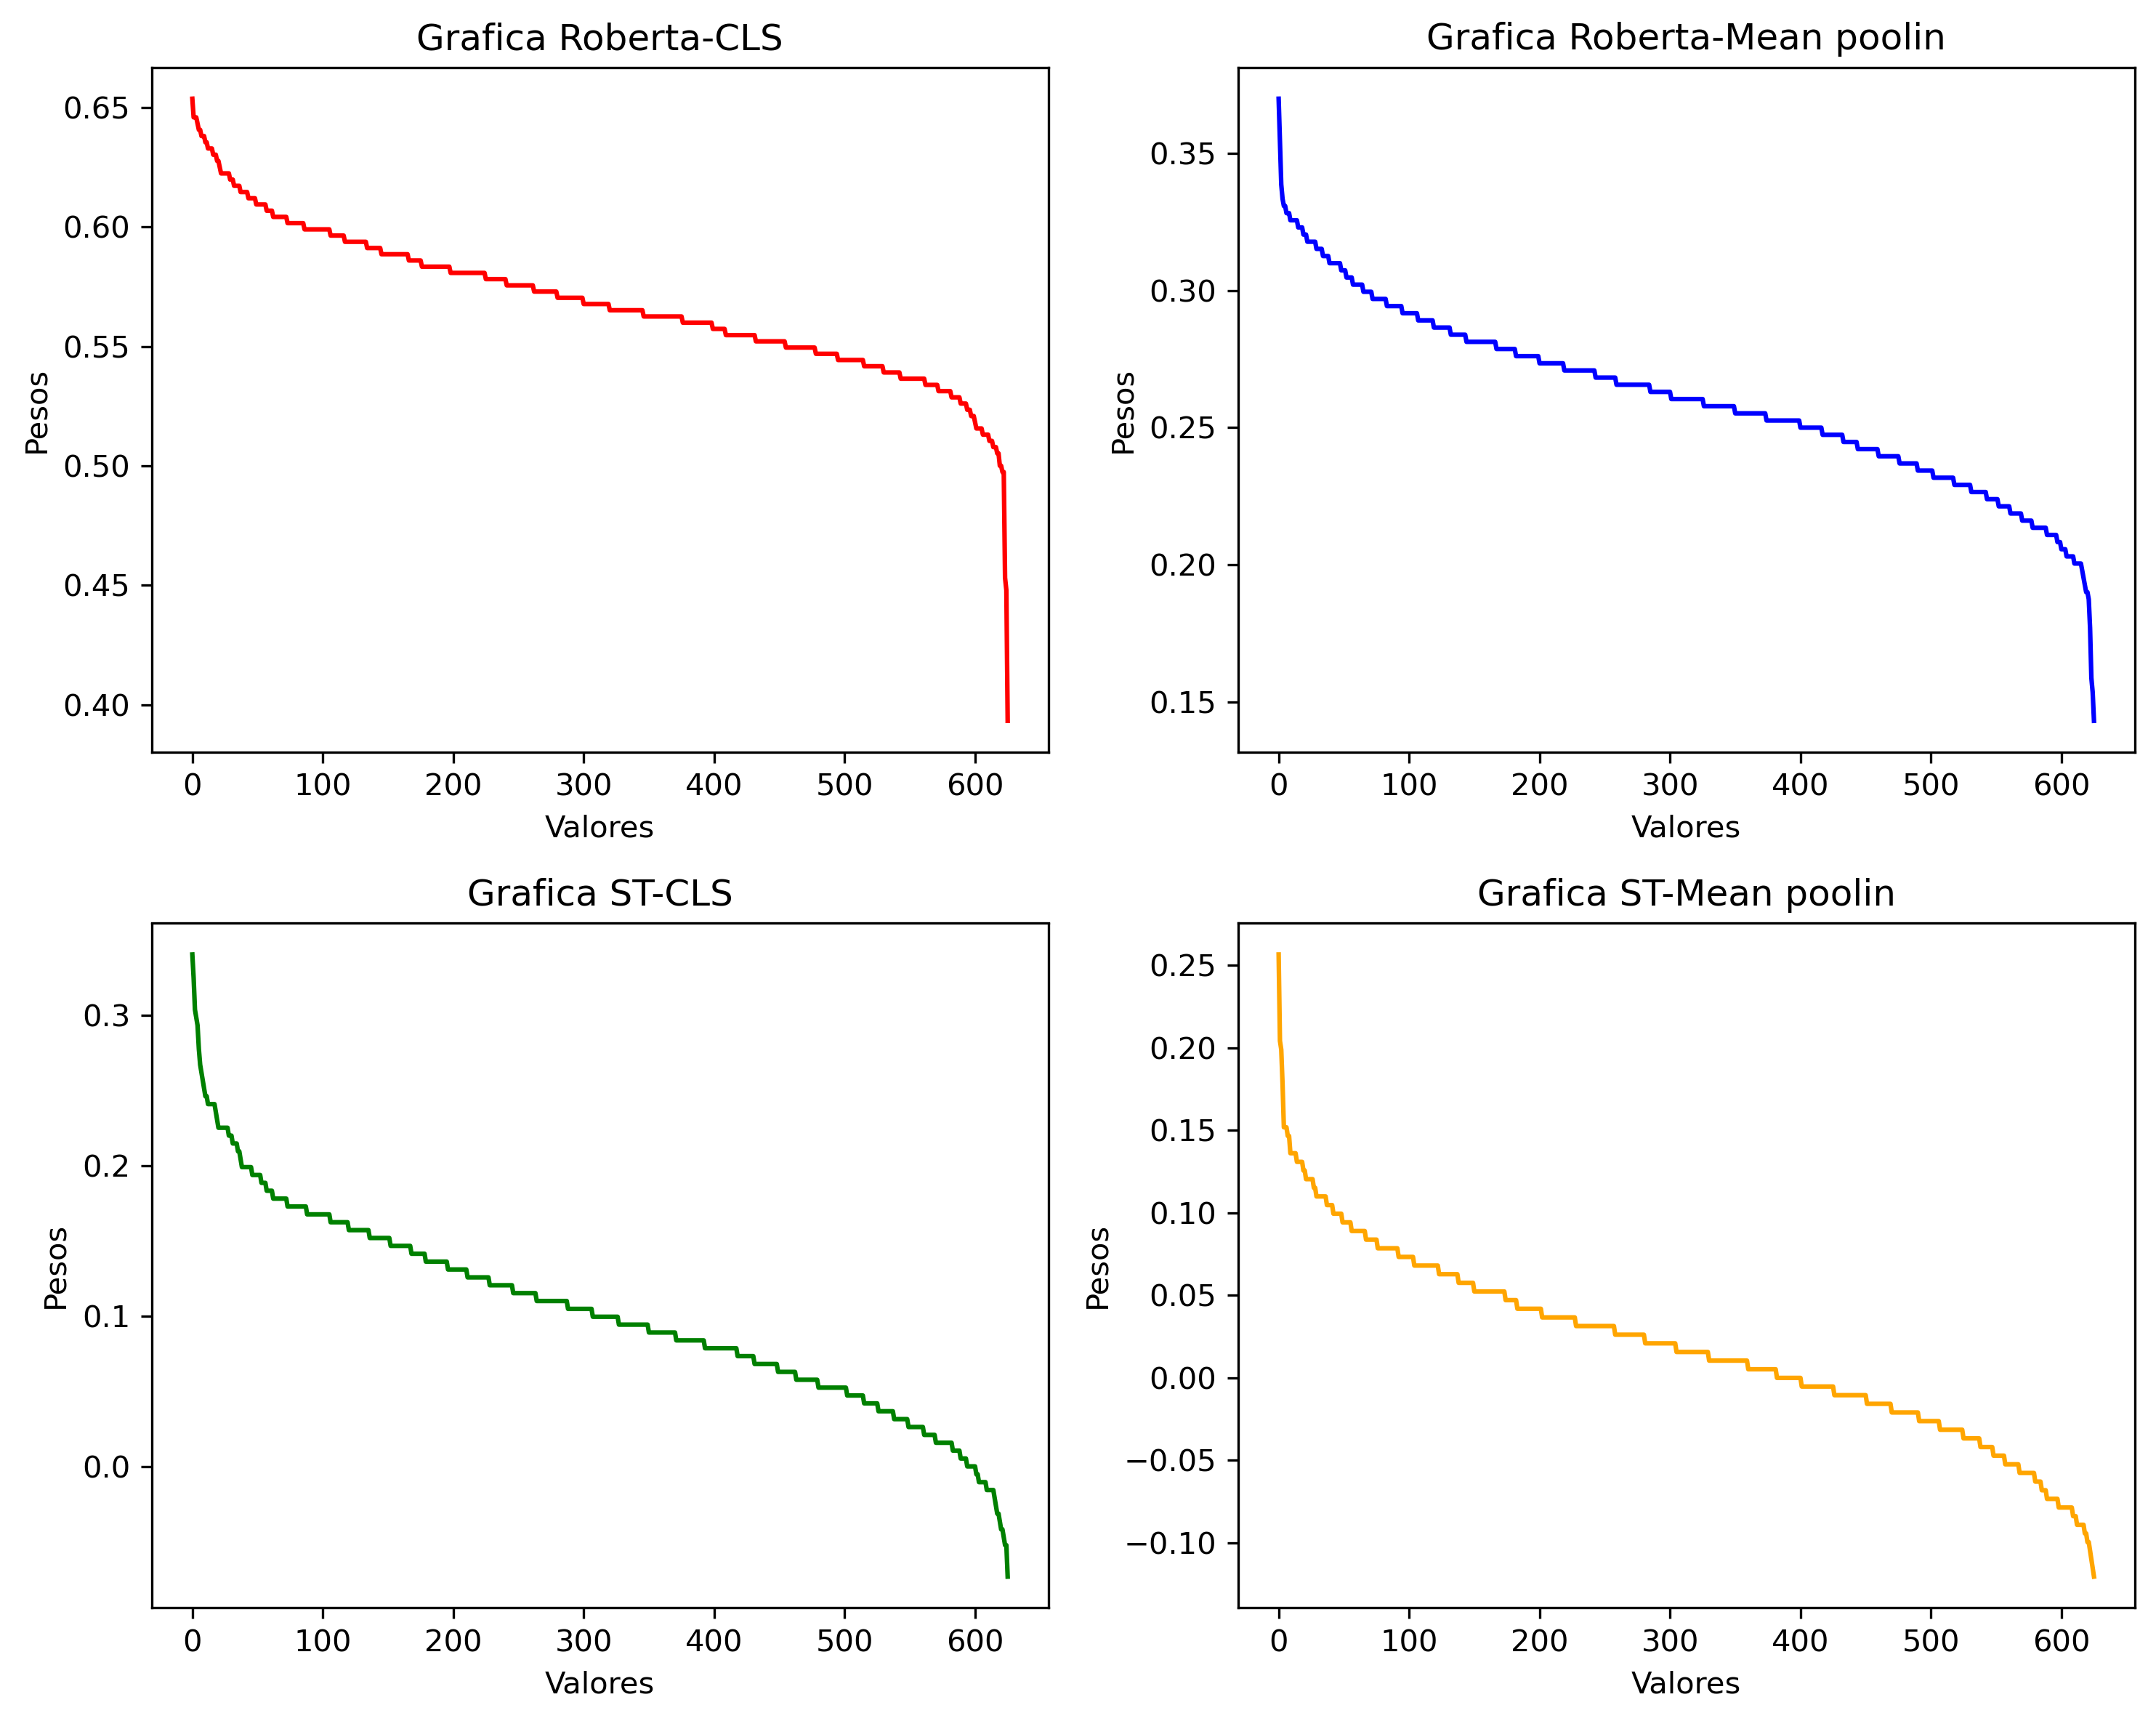 Grafica Roberta-CLS
0.65
0.60
0.55
0.50
0.45
0.40
Pesos
0 100 200 300 400 500 600
Valores
Grafica Roberta-Mean poolin
0.35
0.30
0.25
0.20
0.15
Pesos
0 100 200 300 400 500 600
Valores
Grafica ST-CLS
0.3
0.2
0.1
0.0
Pesos
0 100 200 300 400 500 600
Valores
Grafica ST-Mean poolin
0.25
0.20
0.15
0.10
0.05
0.00
−0.05
−0.10
Pesos
0 100 200 300 400 500 600
Valores